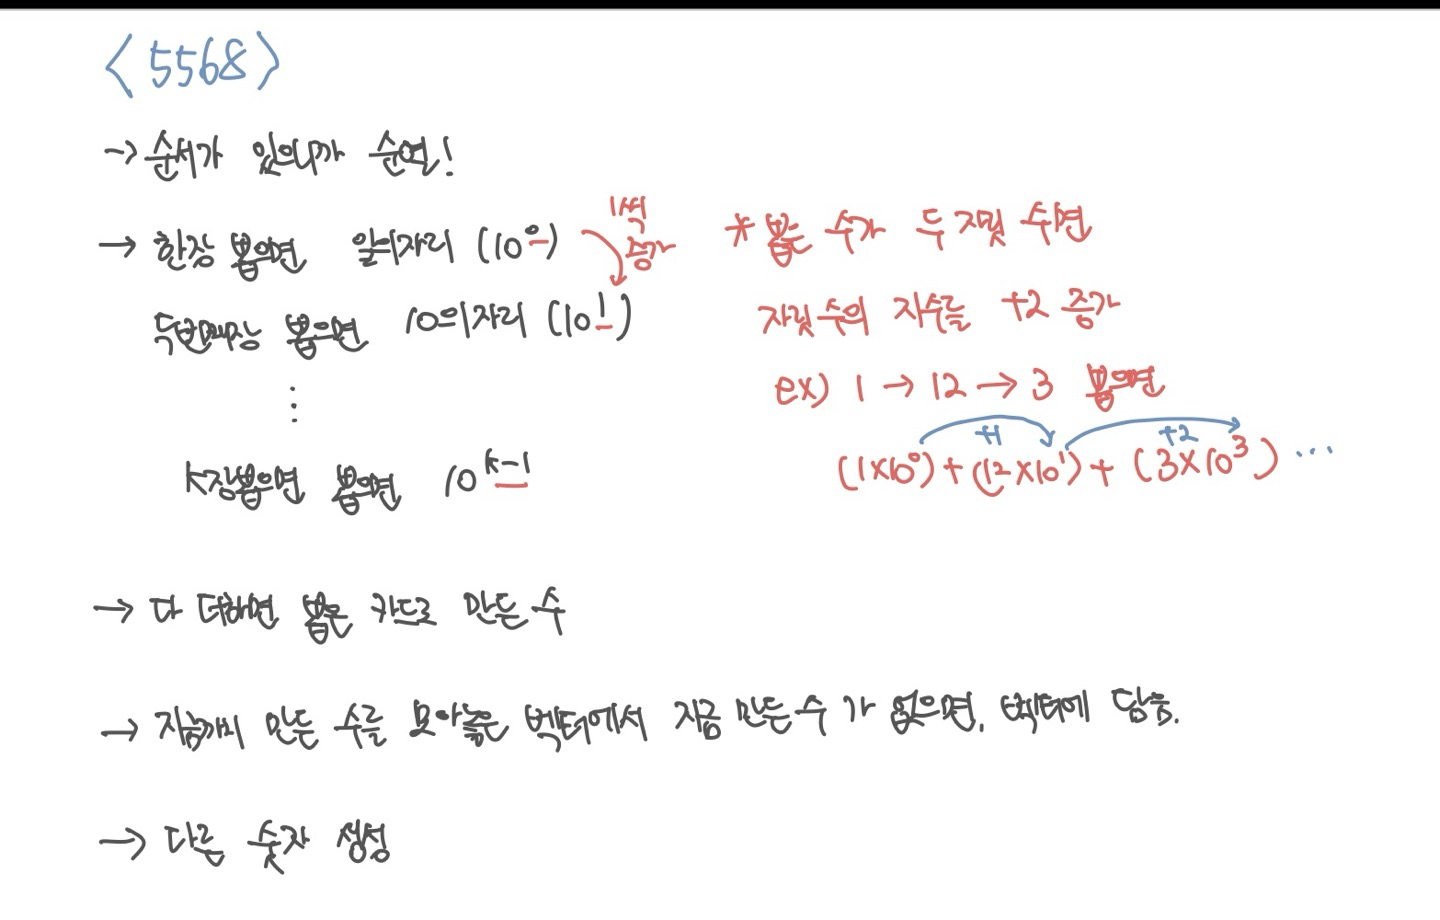 <5568>
→ 순서가 있으니까 순열!
→ 한장 뽑으면 일의자리 (10⁰)
1씩 증가
두번째장 뽑으면 10의자리 (10¹)
⋮
k장뽑으면 뽑으면 10ᵏ⁻¹
* 뽑은 수가 두 자릿 수면
자릿수의 지수를 +2 증가
ex) 1 → 12 → 3 뽑으면
+1 +2
(1×10⁰) + (12×10¹) + (3×10³) ...
→ 다 더하면 뽑은 카드로 만든 수
→ 지금까지 만든 수를 모아놓은 벡터에서 지금 만든 수 가 없으면, 벡터에 담음.
→ 다른 숫자 생성